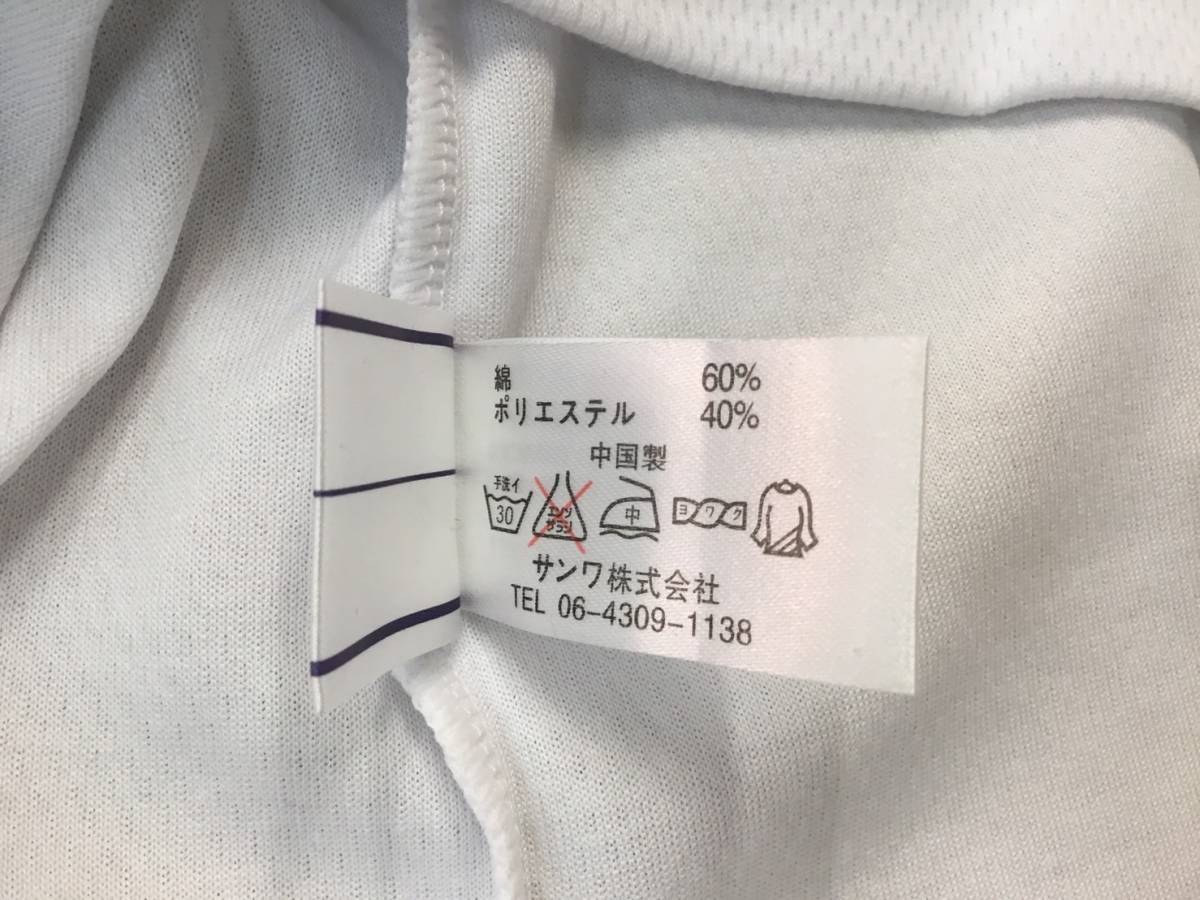 綿 60%
ポリエステル 40%
中国製
手洗イ 30 エンソ サラシ 中 ヨワク
サンワ株式会社
TEL 06-4309-1138